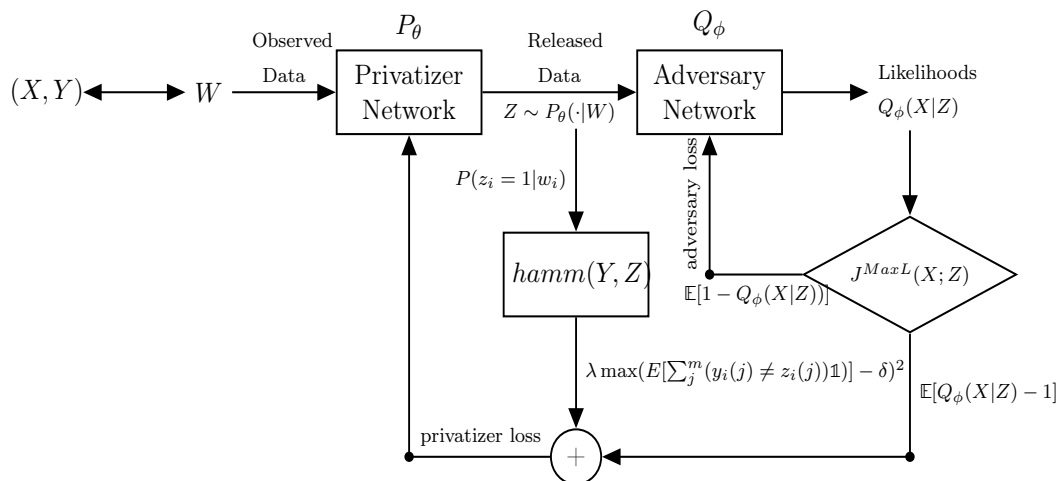 P_θ
Q_ϕ
Observed
Data
Released
Data
(X, Y)
W
Privatizer
Network
Z ∼ P_θ(·|W)
Adversary
Network
Likelihoods
Q_ϕ(X|Z)
P(z_i = 1|w_i)
adversary loss
hamm(Y, Z)
J^{MaxL}(X; Z)
𝔼[1 − Q_ϕ(X|Z))]
λ max(E[∑_j^m(y_i(j) ≠ z_i(j))𝟙)] − δ)^2
𝔼[Q_ϕ(X|Z) − 1]
privatizer loss
+